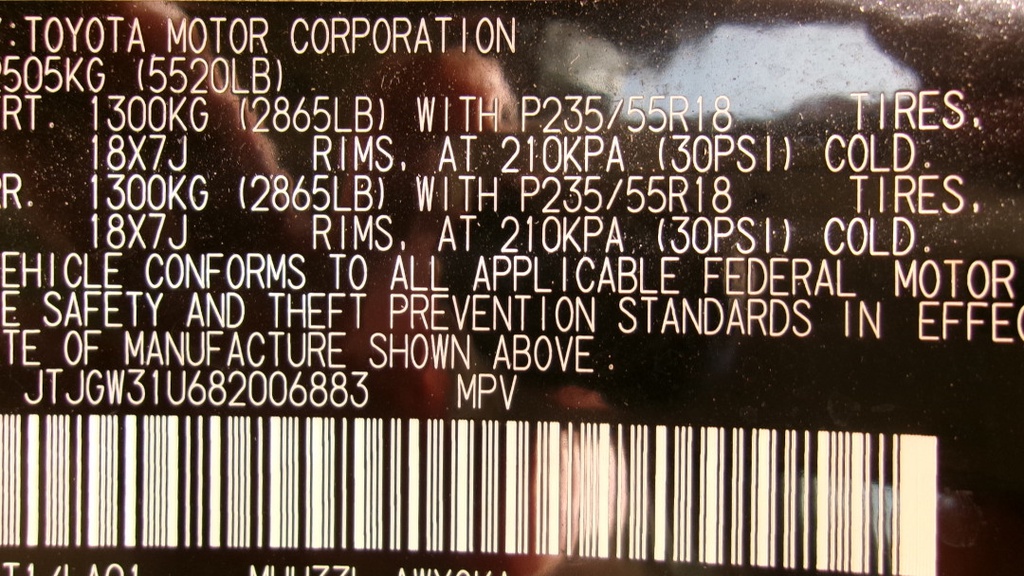 Y: TOYOTA MOTOR CORPORATION
2505KG (5520LB)
RT. 1300KG (2865LB) WITH P235/55R18 TIRES,
18X7J RIMS, AT 210KPA (30PSI) COLD.
RR. 1300KG (2865LB) WITH P235/55R18 TIRES,
18X7J RIMS, AT 210KPA (30PSI) COLD.
EHICLE CONFORMS TO ALL APPLICABLE FEDERAL MOTOR
E SAFETY AND THEFT PREVENTION STANDARDS IN EFFEC
TE OF MANUFACTURE SHOWN ABOVE.
JTJGW31U682006883 MPV